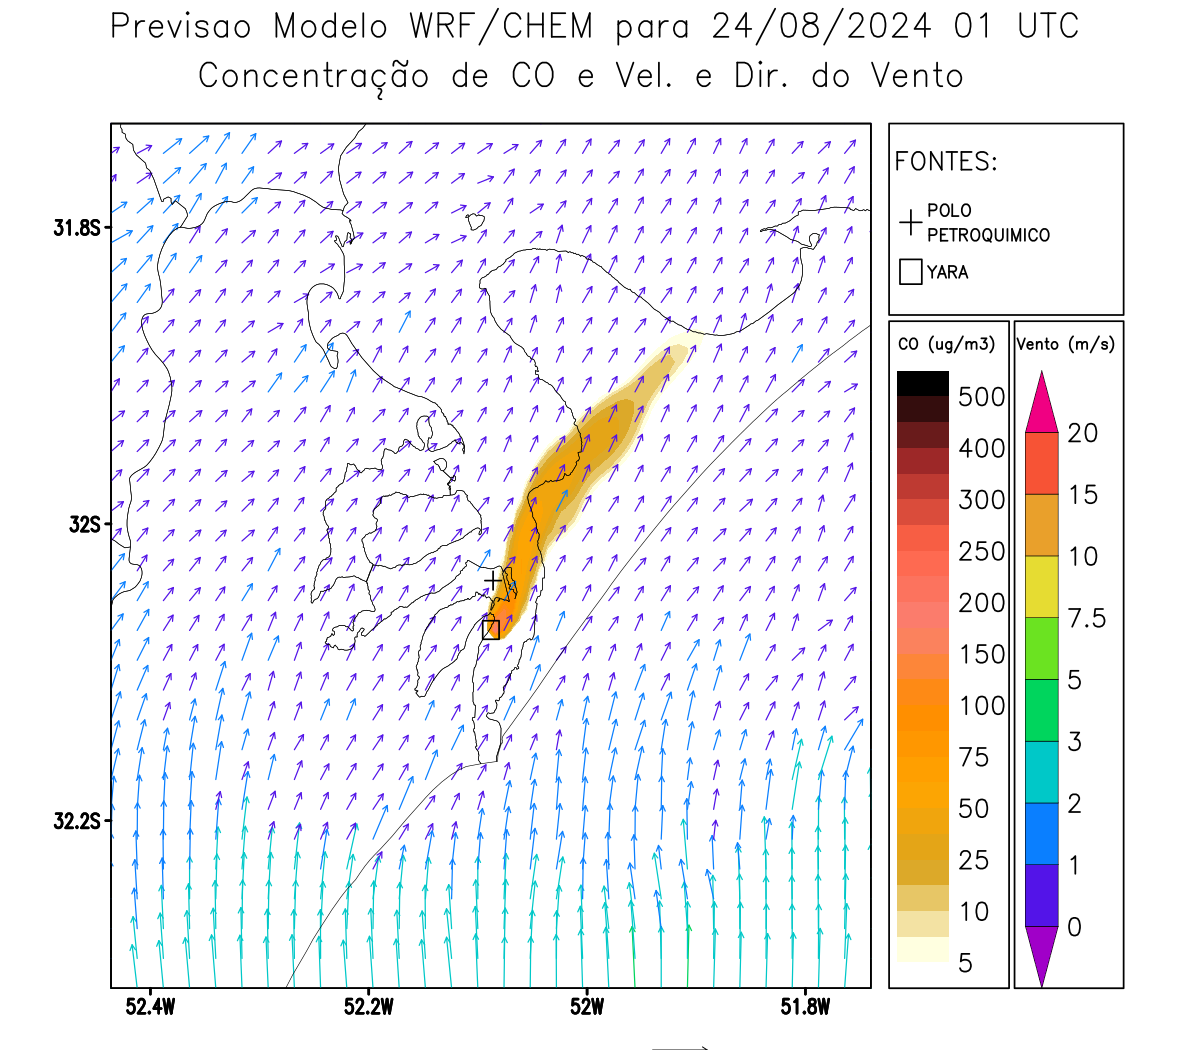 Previsao Modelo WRF/CHEM para 24/08/2024 01 UTC
Concentração de CO e Vel. e Dir. do Vento
FONTES:
POLO
PETROQUIMICO
YARA
CO (ug/m3)
500
400
300
250
200
150
100
75
50
25
10
5
Vento (m/s)
20
15
10
7.5
5
3
2
1
0
31.8S
32S
32.2S
52.4W
52.2W
52W
51.8W